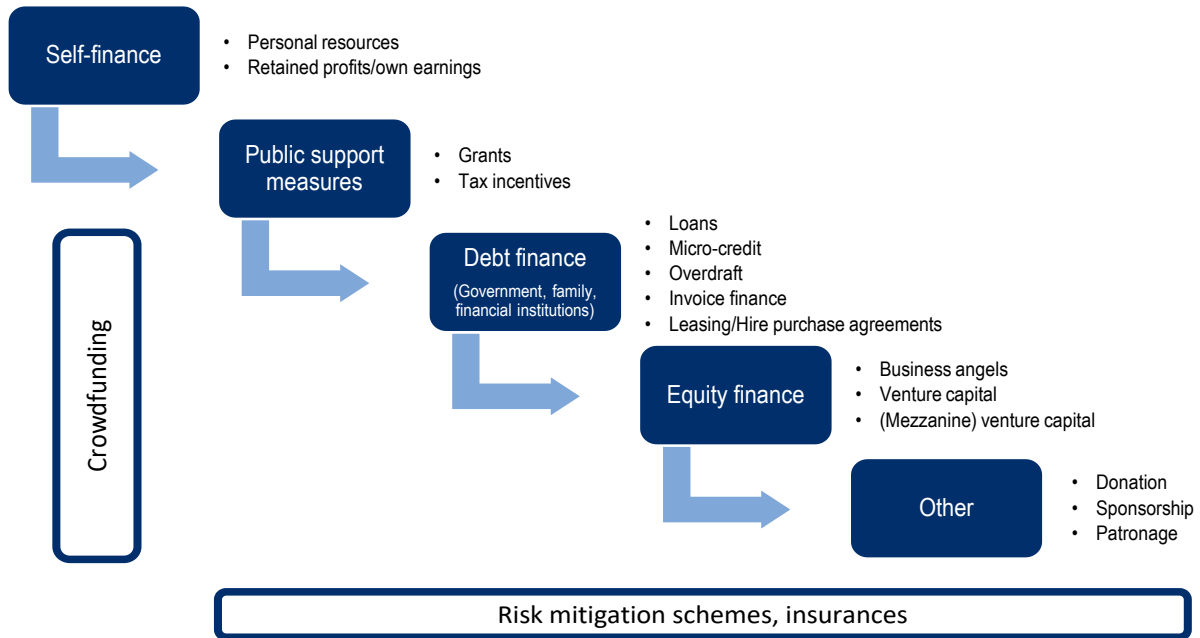 Self-finance
• Personal resources
• Retained profits/own earnings
Public support
measures
• Grants
• Tax incentives
Debt finance
(Government, family,
financial institutions)
• Loans
• Micro-credit
• Overdraft
• Invoice finance
• Leasing/Hire purchase agreements
Equity finance
• Business angels
• Venture capital
• (Mezzanine) venture capital
Other
• Donation
• Sponsorship
• Patronage
Crowdfunding
Risk mitigation schemes, insurances